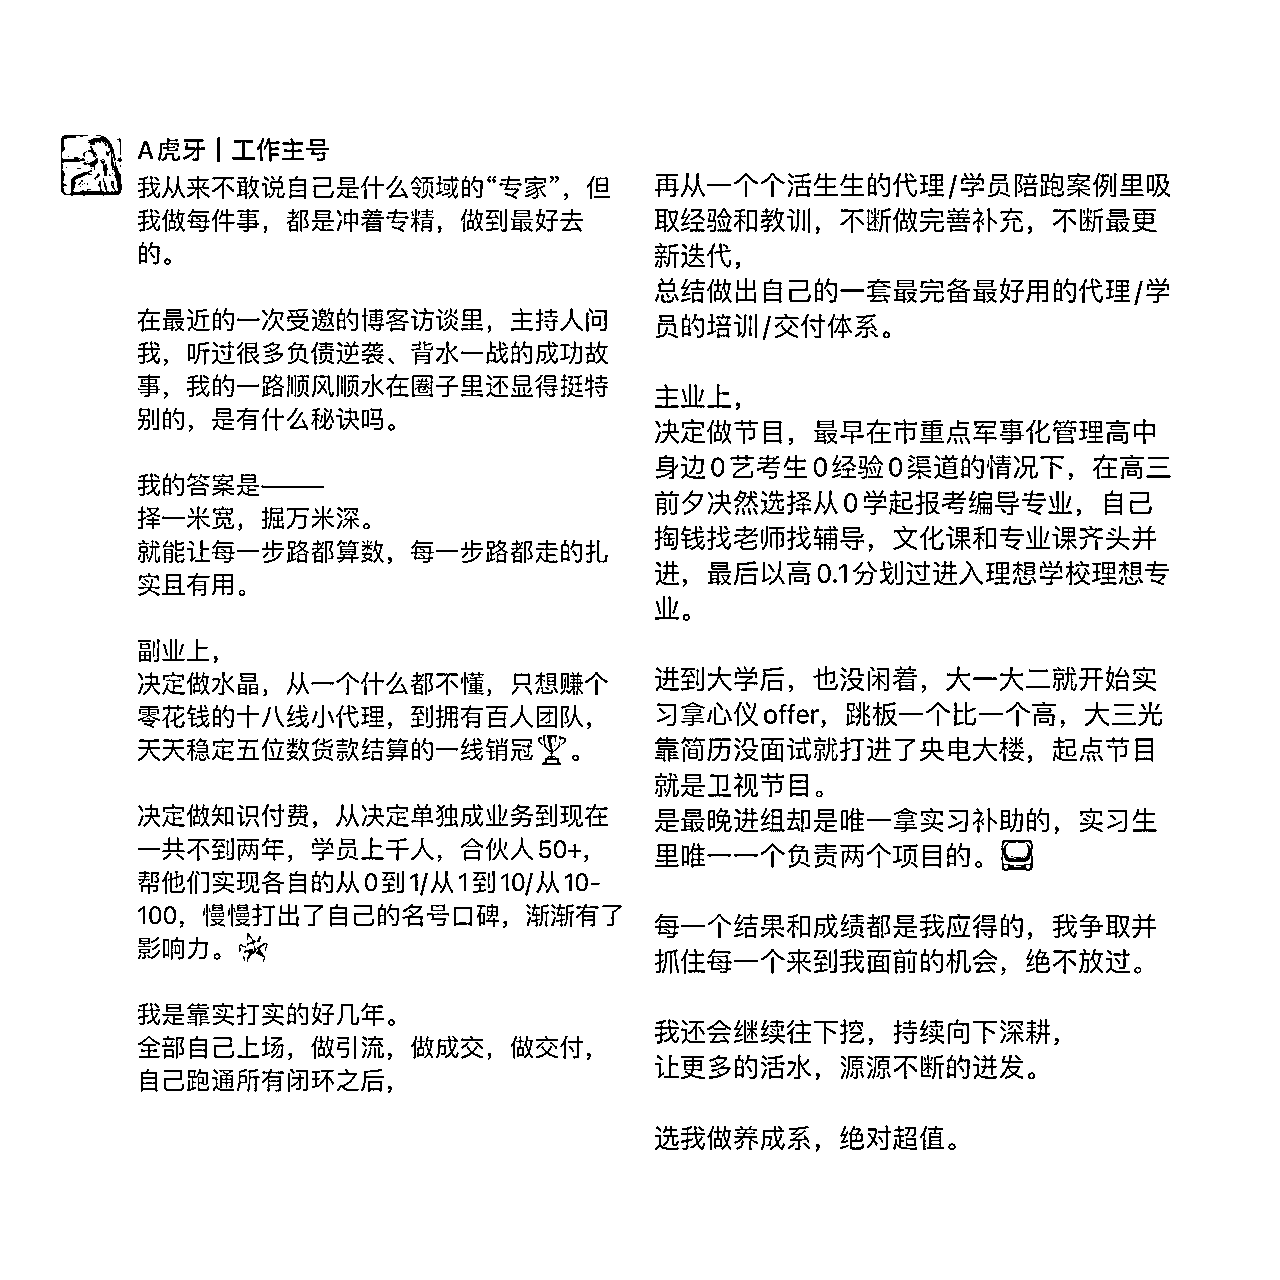 A虎牙 | 工作主号
我从来不敢说自己是什么领域的“专家”，但
我做每件事，都是冲着专精，做到最好去
的。
在最近的一次受邀的博客访谈里，主持人问
我，听过很多负债逆袭、背水一战的成功故
事，我的一路顺风顺水在圈子里还显得挺特
别的，是有什么秘诀吗。
我的答案是———
择一米宽，掘万米深。
就能让每一步路都算数，每一步路都走的扎
实且有用。
副业上，
决定做水晶，从一个什么都不懂，只想赚个
零花钱的十八线小代理，到拥有百人团队，
天天稳定五位数货款结算的一线销冠🏆。
决定做知识付费，从决定单独成业务到现在
一共不到两年，学员上千人，合伙人50+，
帮他们实现各自的从0到1/从1到10/从10-
100，慢慢打出了自己的名号口碑，渐渐有了
影响力。
我是靠实打实的好几年。
全部自己上场，做引流，做成交，做交付，
自己跑通所有闭环之后，
再从一个个活生生的代理/学员陪跑案例里吸
取经验和教训，不断做完善补充，不断最更
新迭代，
总结做出自己的一套最完备最好用的代理/学
员的培训/交付体系。
主业上，
决定做节目，最早在市重点军事化管理高中
身边0艺考生0经验0渠道的情况下，在高三
前夕决然选择从0学起报考编导专业，自己
掏钱找老师找辅导，文化课和专业课齐头并
进，最后以高0.1分划过进入理想学校理想专
业。
进到大学后，也没闲着，大一大二就开始实
习拿心仪offer，跳板一个比一个高，大三光
靠简历没面试就打进了央电大楼，起点节目
就是卫视节目。
是最晚进组却是唯一拿实习补助的，实习生
里唯一一个负责两个项目的。
每一个结果和成绩都是我应得的，我争取并
抓住每一个来到我面前的机会，绝不放过。
我还会继续往下挖，持续向下深耕，
让更多的活水，源源不断的迸发。
选我做养成系，绝对超值。